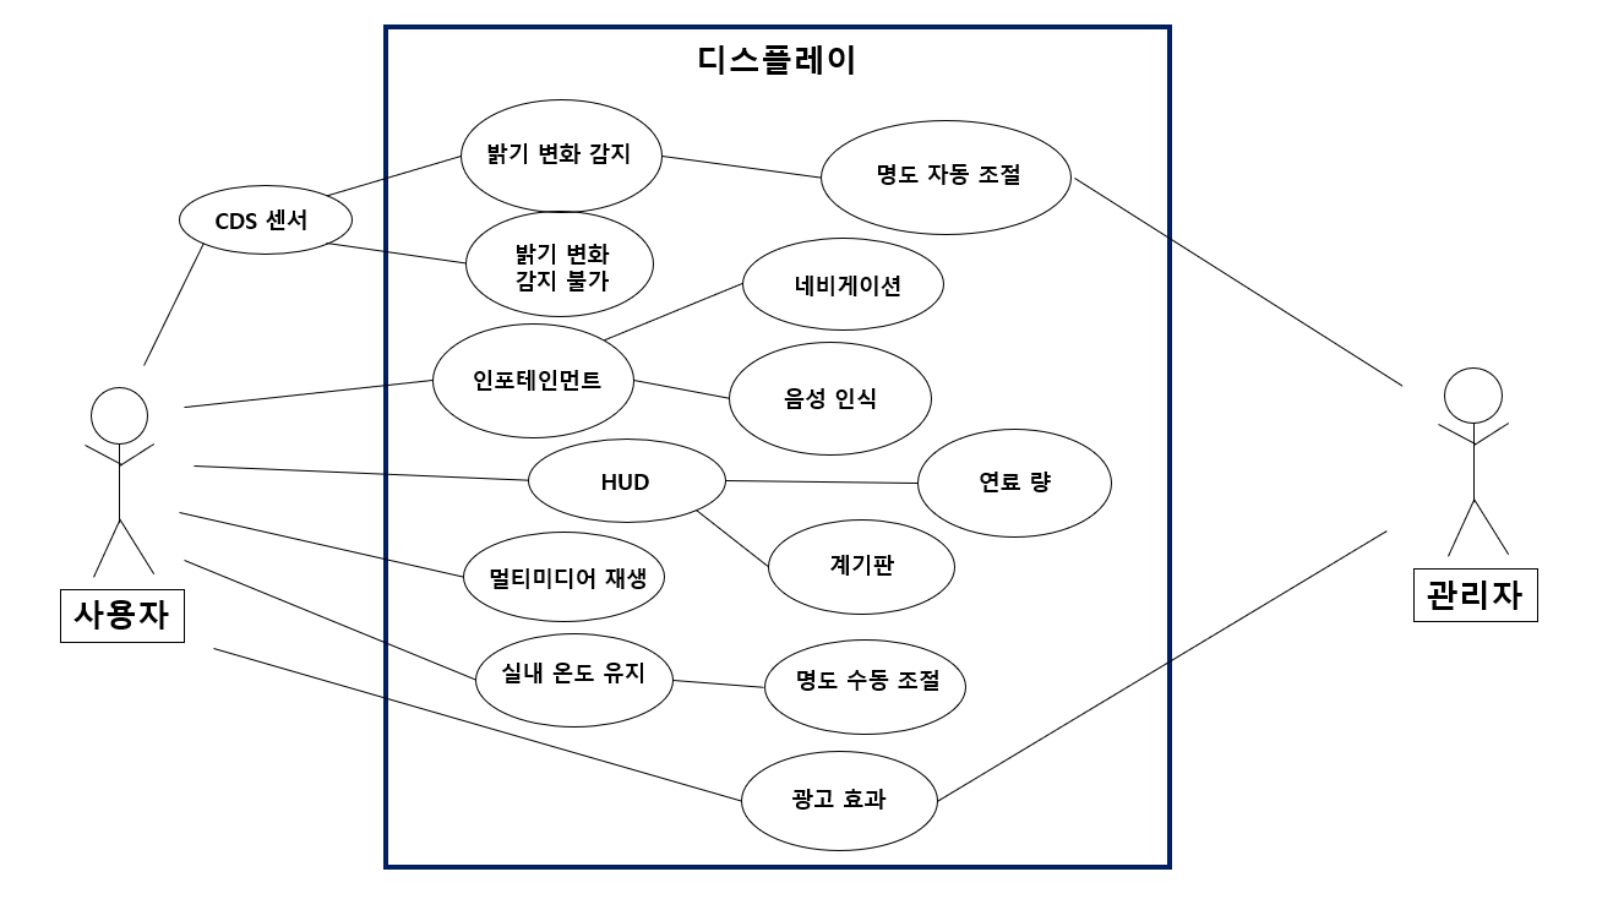 디스플레이
밝기 변화 감지
명도 자동 조절
CDS 센서
밝기 변화
감지 불가
네비게이션
인포테인먼트
음성 인식
HUD
연료 량
계기판
멀티미디어 재생
사용자
관리자
실내 온도 유지
명도 수동 조절
광고 효과